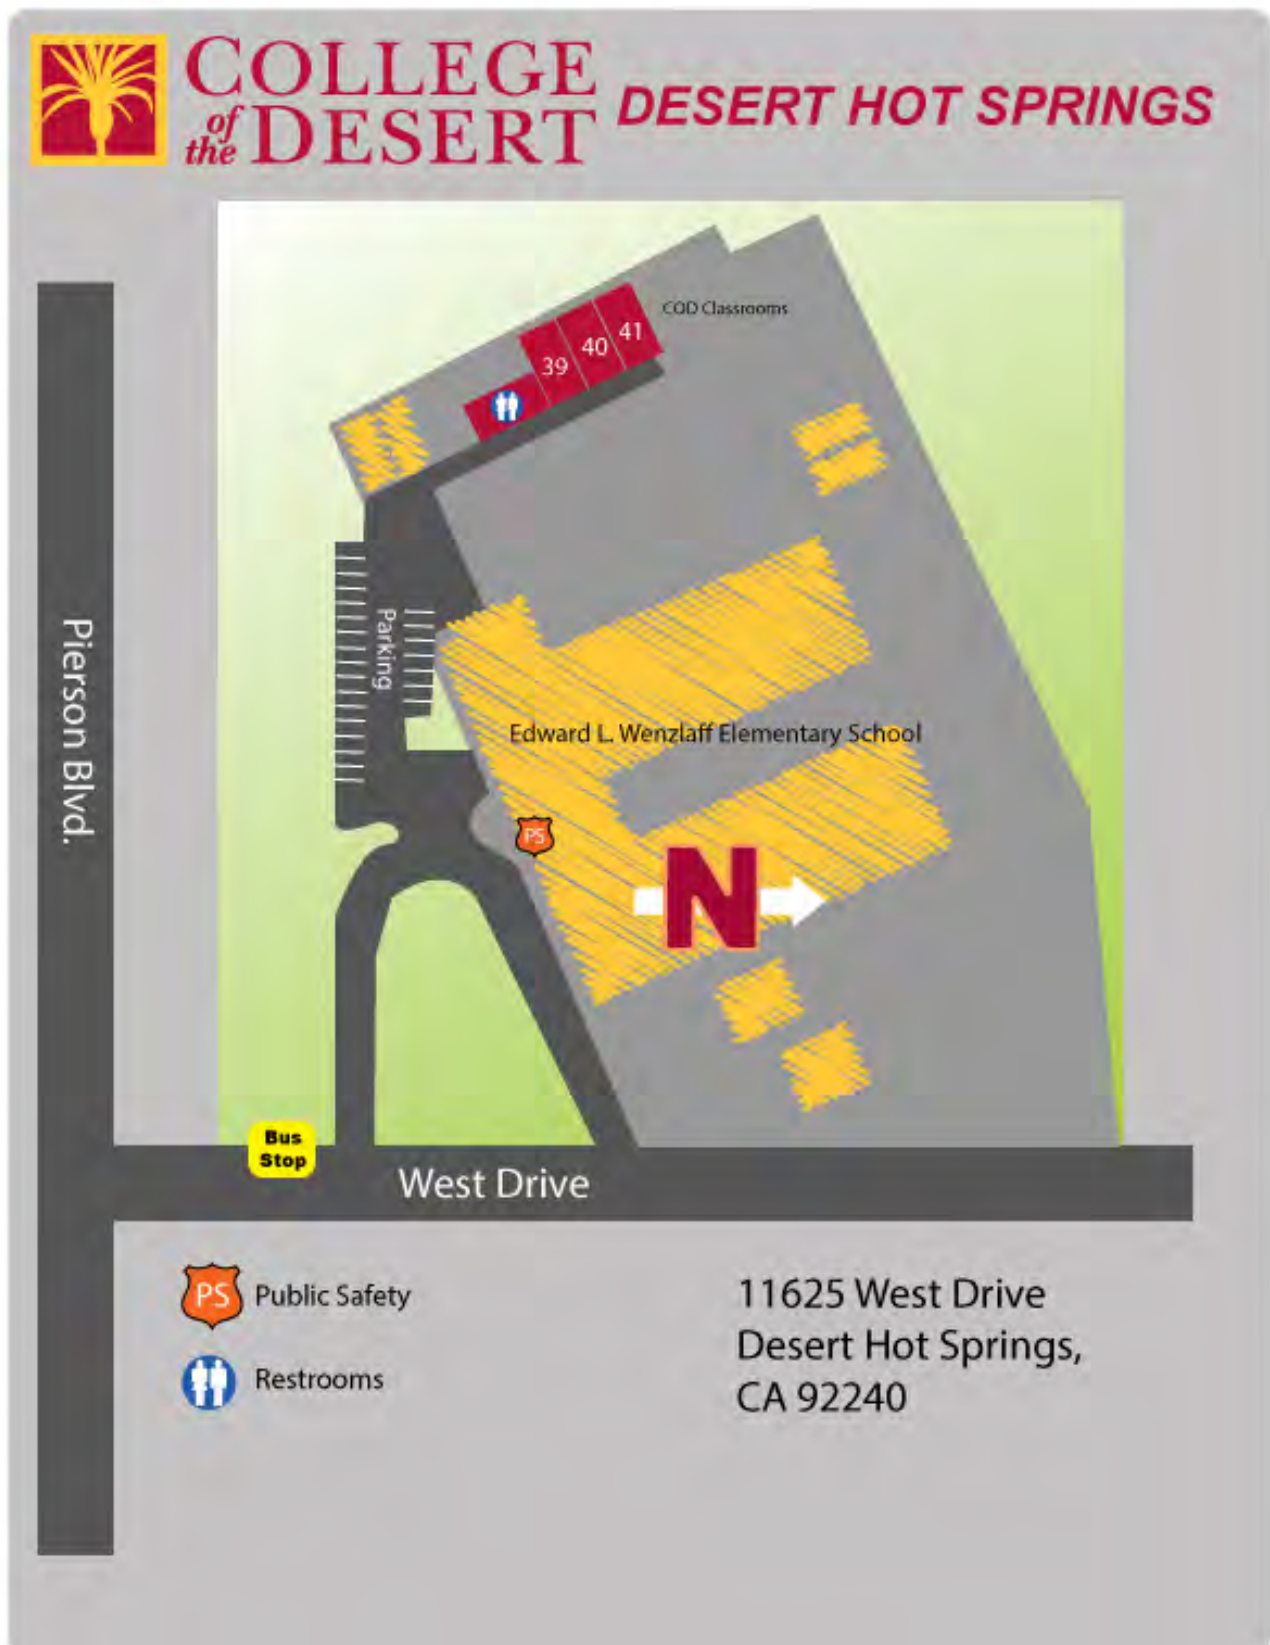 COLLEGE
of the DESERT
DESERT HOT SPRINGS
COD Classrooms
41
40
39
Parking
Pierson Blvd.
Edward L. Wenzlaff Elementary School
PS
N
Bus
Stop
West Drive
PS Public Safety
Restrooms
11625 West Drive
Desert Hot Springs,
CA 92240